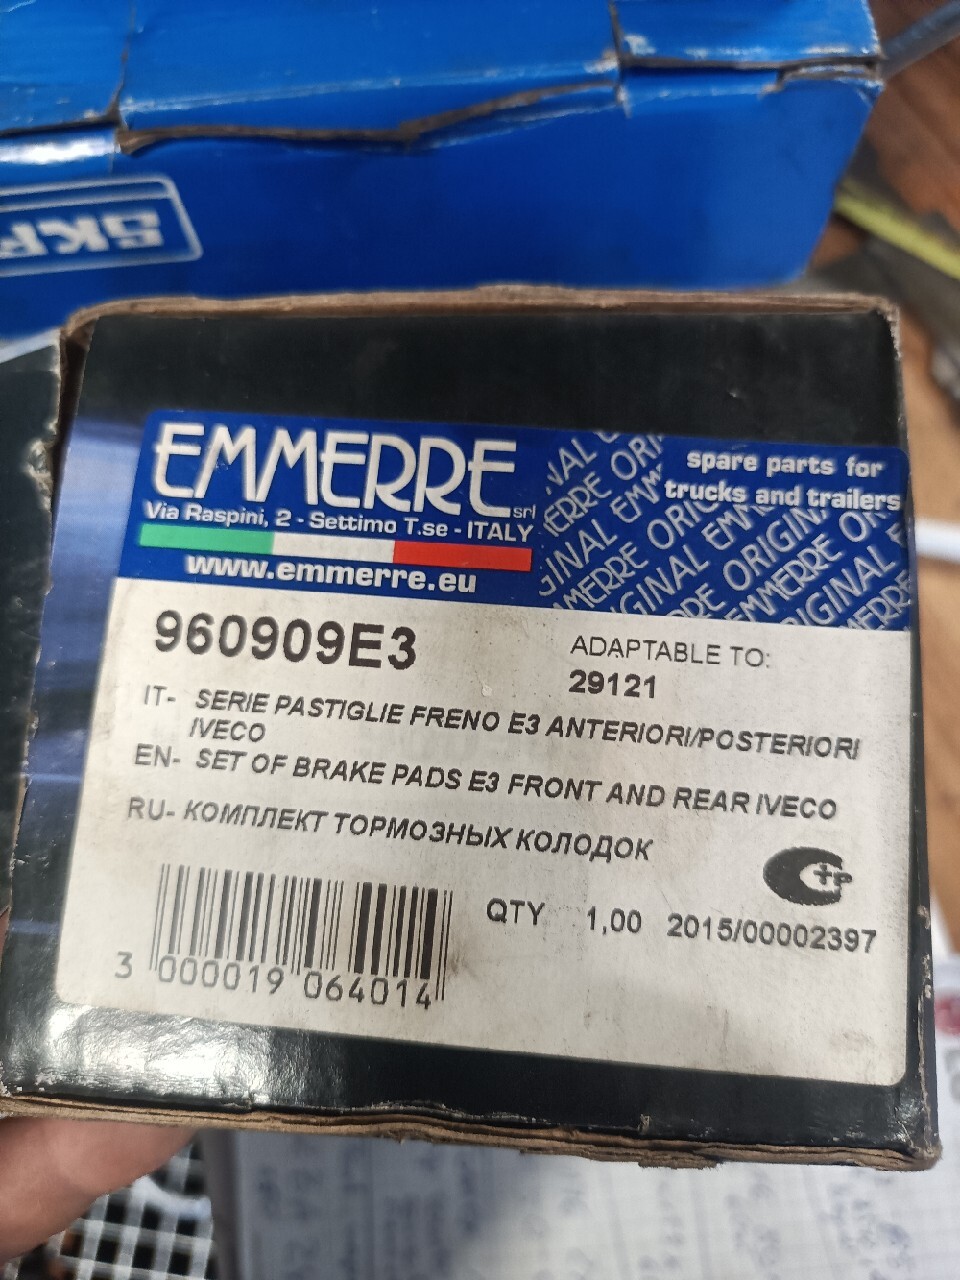 SKF
EMMERRE srl
Via Raspini, 2 - Settimo T.se - ITALY
www.emmerre.eu
spare parts for
trucks and trailers
960909E3
ADAPTABLE TO:
29121
IT- SERIE PASTIGLIE FRENO E3 ANTERIORI/POSTERIORI
IVECO
EN- SET OF BRAKE PADS E3 FRONT AND REAR IVECO
RU- КОМПЛЕКТ ТОРМОЗНЫХ КОЛОДОК
QTY 1,00 2015/00002397
3 000019 064014